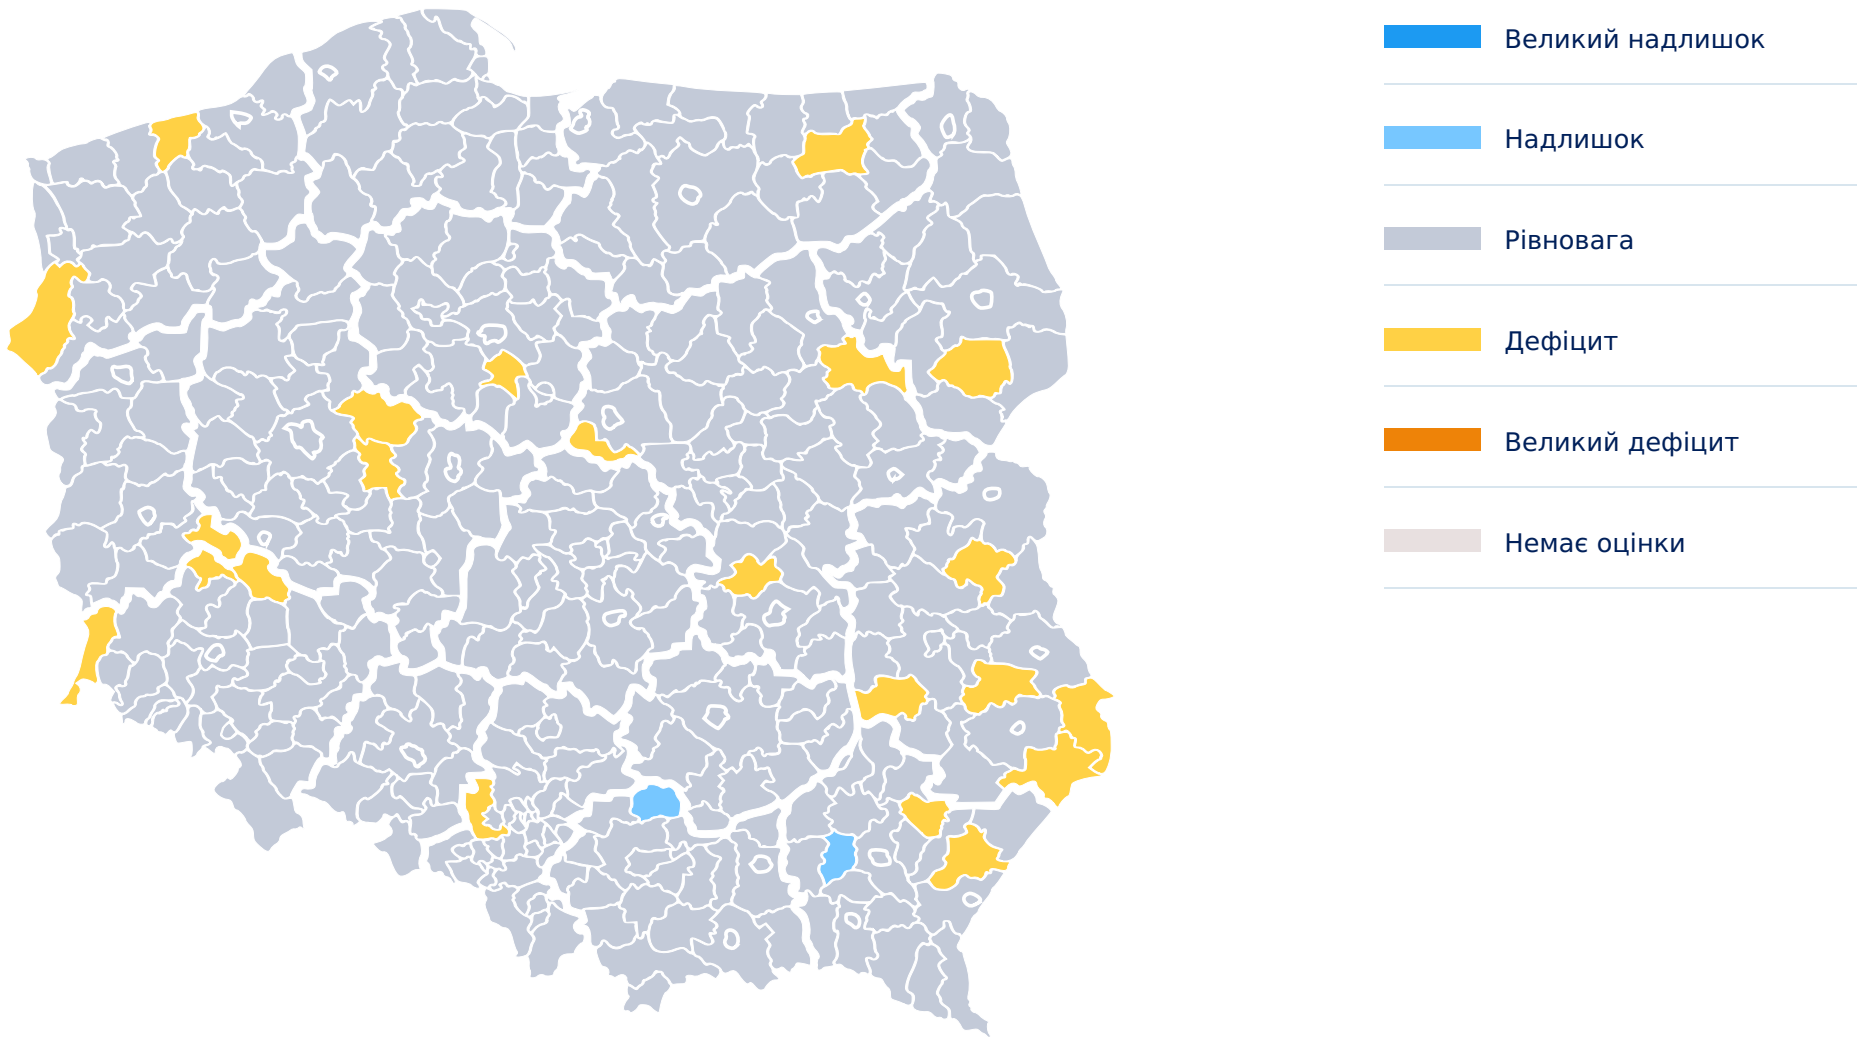 Великий надлишок
Надлишок
Рівновага
Дефіцит
Великий дефіцит
Немає оцінки